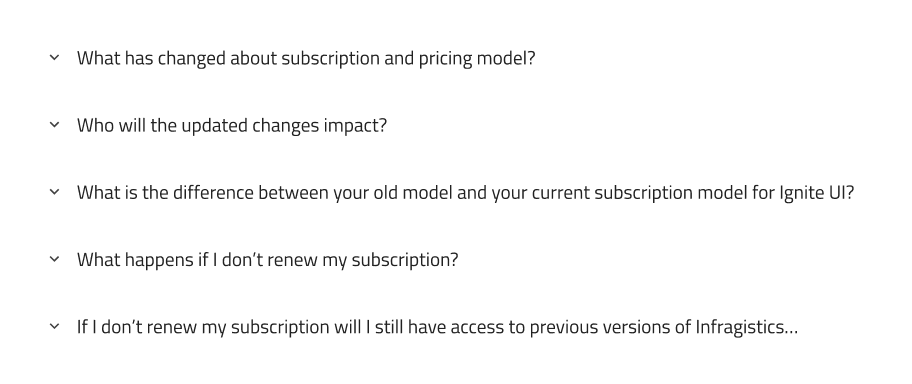 What has changed about subscription and pricing model?
Who will the updated changes impact?
What is the difference between your old model and your current subscription model for Ignite UI?
What happens if I don’t renew my subscription?
If I don’t renew my subscription will I still have access to previous versions of Infragistics...